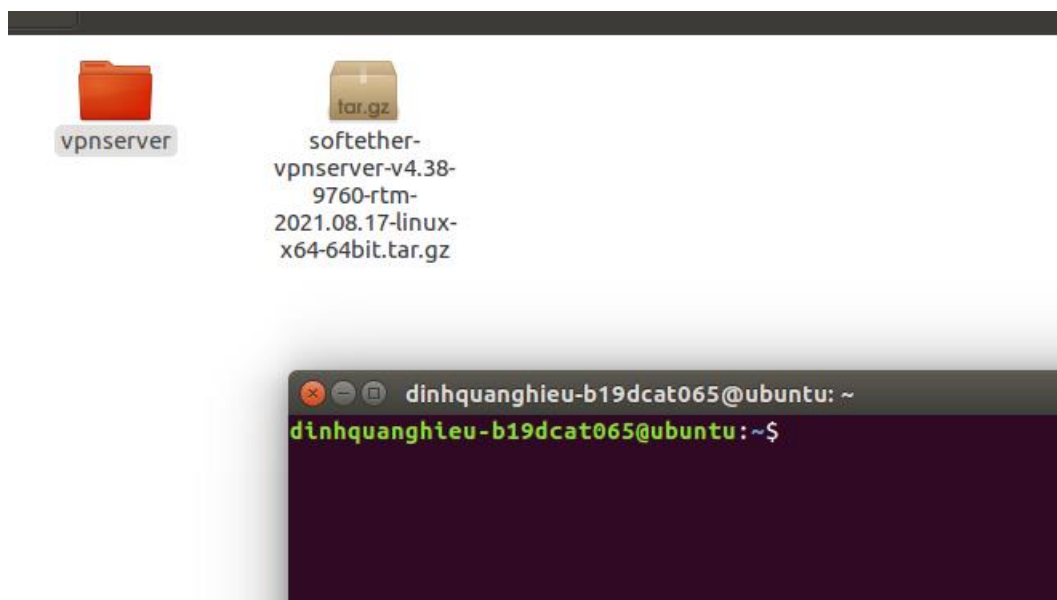 vpnserver
tar.gz
softether-
vpnserver-v4.38-
9760-rtm-
2021.08.17-linux-
x64-64bit.tar.gz
dinhquanghieu-b19dcat065@ubuntu: ~
dinhquanghieu-b19dcat065@ubuntu:~$